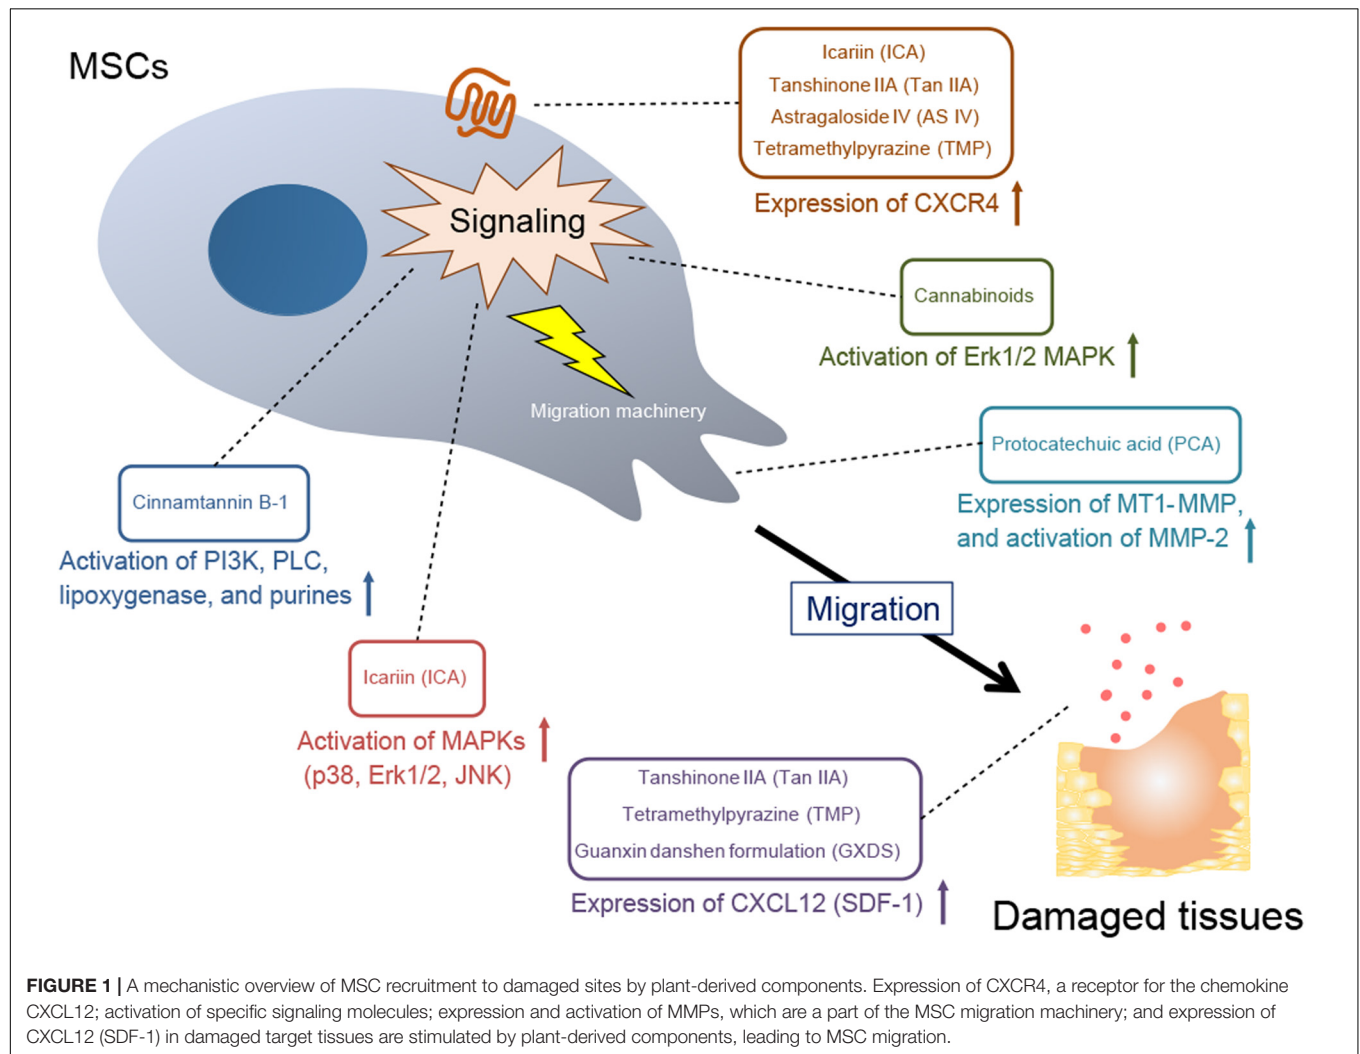 MSCs
Icariin (ICA)
Tanshinone IIA (Tan IIA)
Astragaloside IV (AS IV)
Tetramethylpyrazine (TMP)
Expression of CXCR4
Signaling
Cannabinoids
Activation of Erk1/2 MAPK
Migration machinery
Protocatechuic acid (PCA)
Expression of MT1-MMP,
and activation of MMP-2
Cinnamtannin B-1
Activation of PI3K, PLC,
lipoxygenase, and purines
Migration
Icariin (ICA)
Activation of MAPKs
(p38, Erk1/2, JNK)
Tanshinone IIA (Tan IIA)
Tetramethylpyrazine (TMP)
Guanxin danshen formulation (GXDS)
Expression of CXCL12 (SDF-1)
Damaged tissues
FIGURE 1 | A mechanistic overview of MSC recruitment to damaged sites by plant-derived components. Expression of CXCR4, a receptor for the chemokine
CXCL12; activation of specific signaling molecules; expression and activation of MMPs, which are a part of the MSC migration machinery; and expression of
CXCL12 (SDF-1) in damaged target tissues are stimulated by plant-derived components, leading to MSC migration.